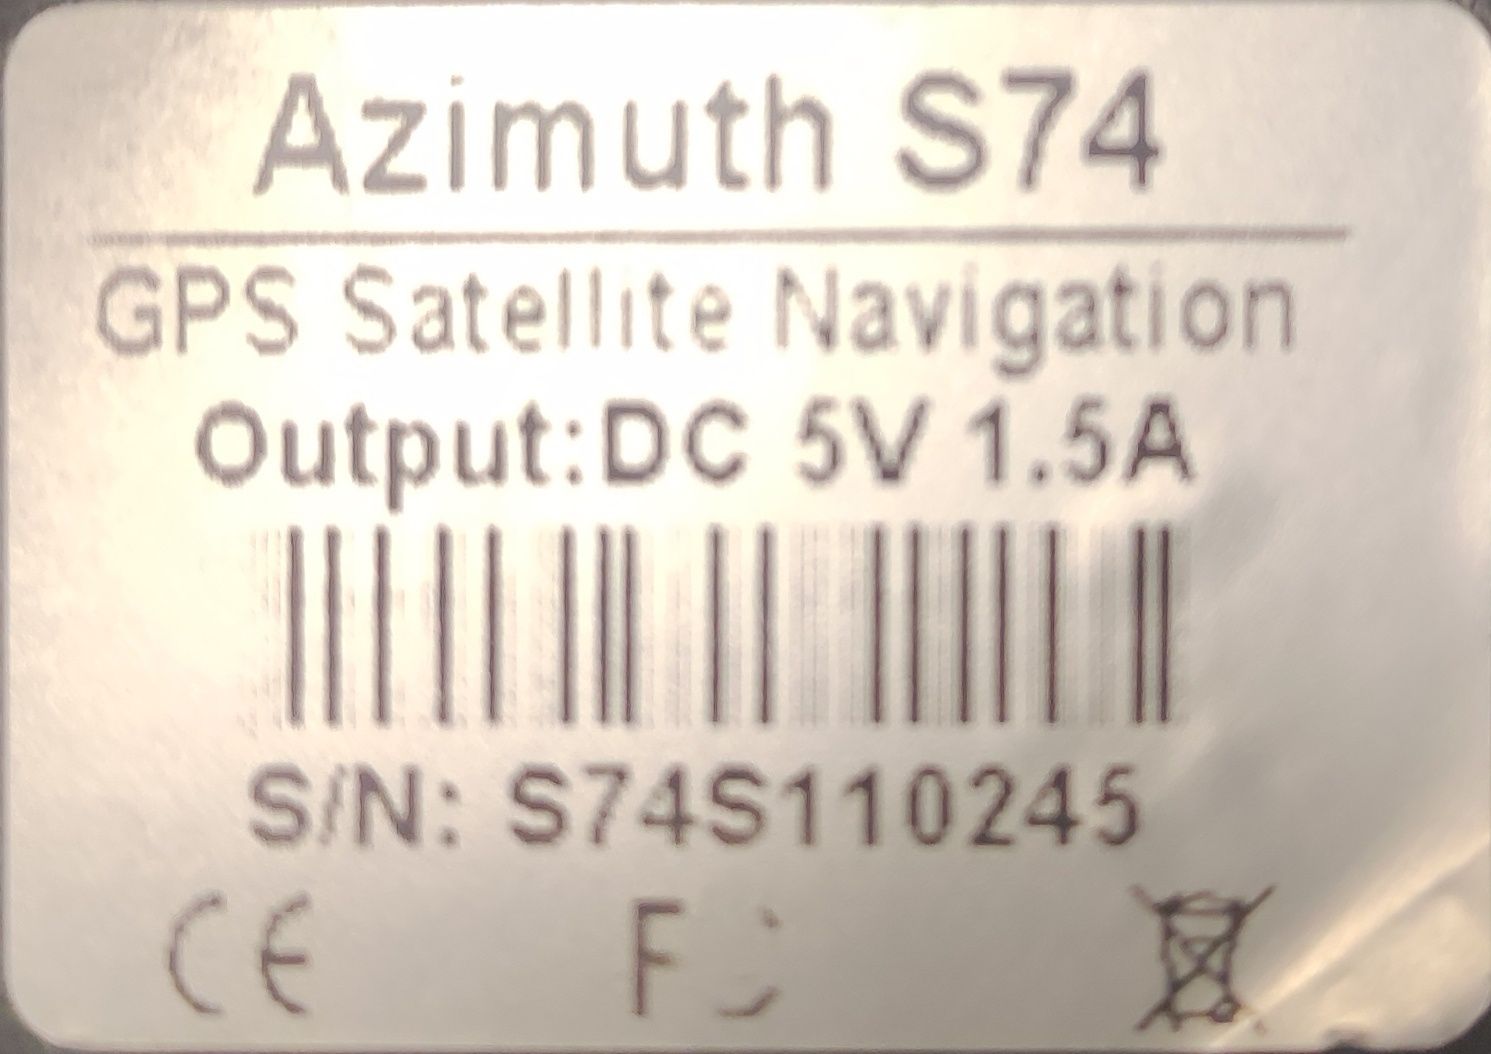 Azimuth S74
GPS Satellite Navigation
Output:DC 5V 1.5A
S/N: S74S110245
CE